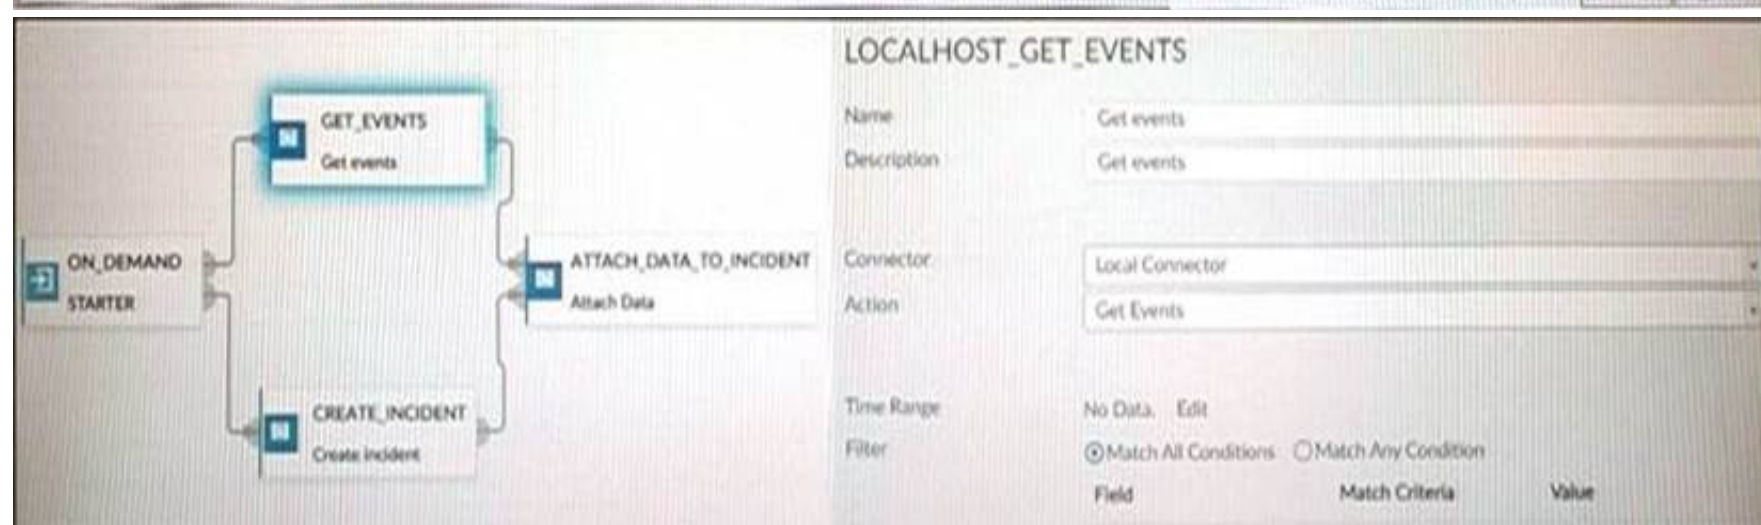 GET_EVENTS
Get events
ON_DEMAND
STARTER
ATTACH_DATA_TO_INCIDENT
Attach Data
CREATE_INCIDENT
Create incident
LOCALHOST_GET_EVENTS
Name Get events
Description Get events
Connector Local Connector
Action Get Events
Time Range No Data. Edit
Filter Match All Conditions Match Any Condition
Field Match Criteria Value